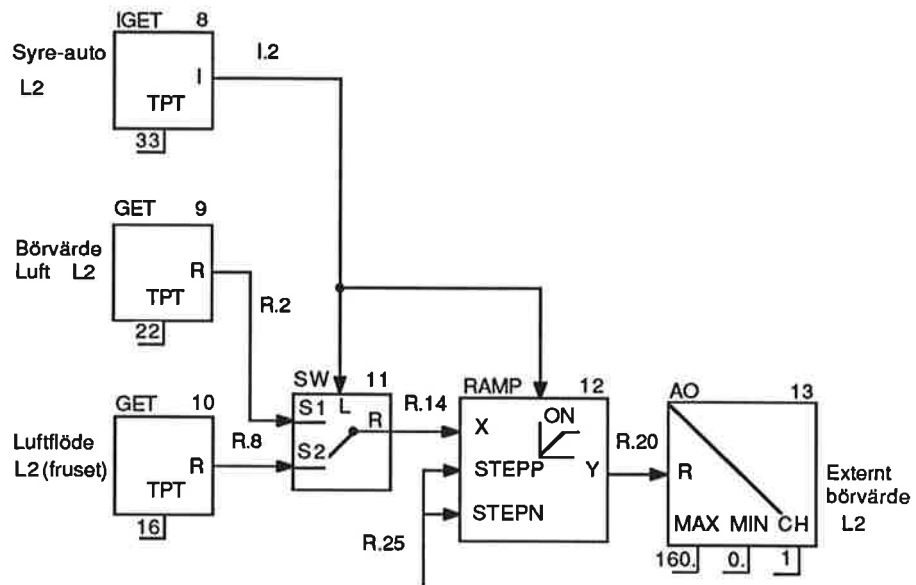 IGET 8
Syre-auto
L2
I
TPT
33
I.2
GET 9
Börvärde
Luft L2
R
TPT
22
R.2
GET 10
Luftflöde
L2 (fruset)
R
TPT
16
R.8
SW 11
S1 L
R
S2
R.14
RAMP 12
ON
X
STEPP Y
STEPN
R.25
R.20
AO 13
R
MAX MIN CH
160. 0. 1
Externt
börvärde
L2